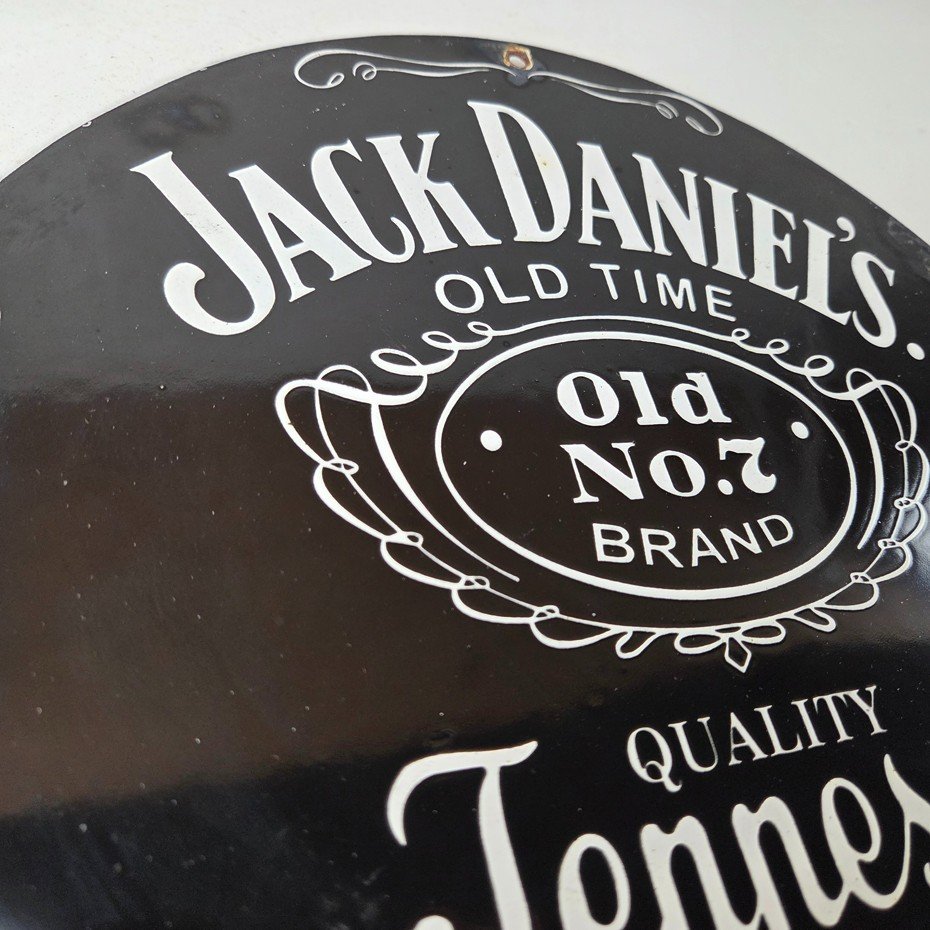 JACK DANIEL'S.
OLD TIME
Old
No.7
BRAND
QUALITY
Tennes